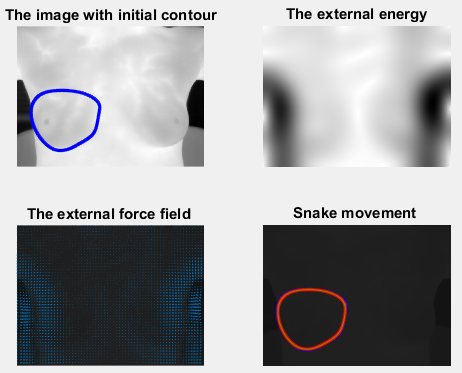 The image with initial contour
The external energy
The external force field
Snake movement